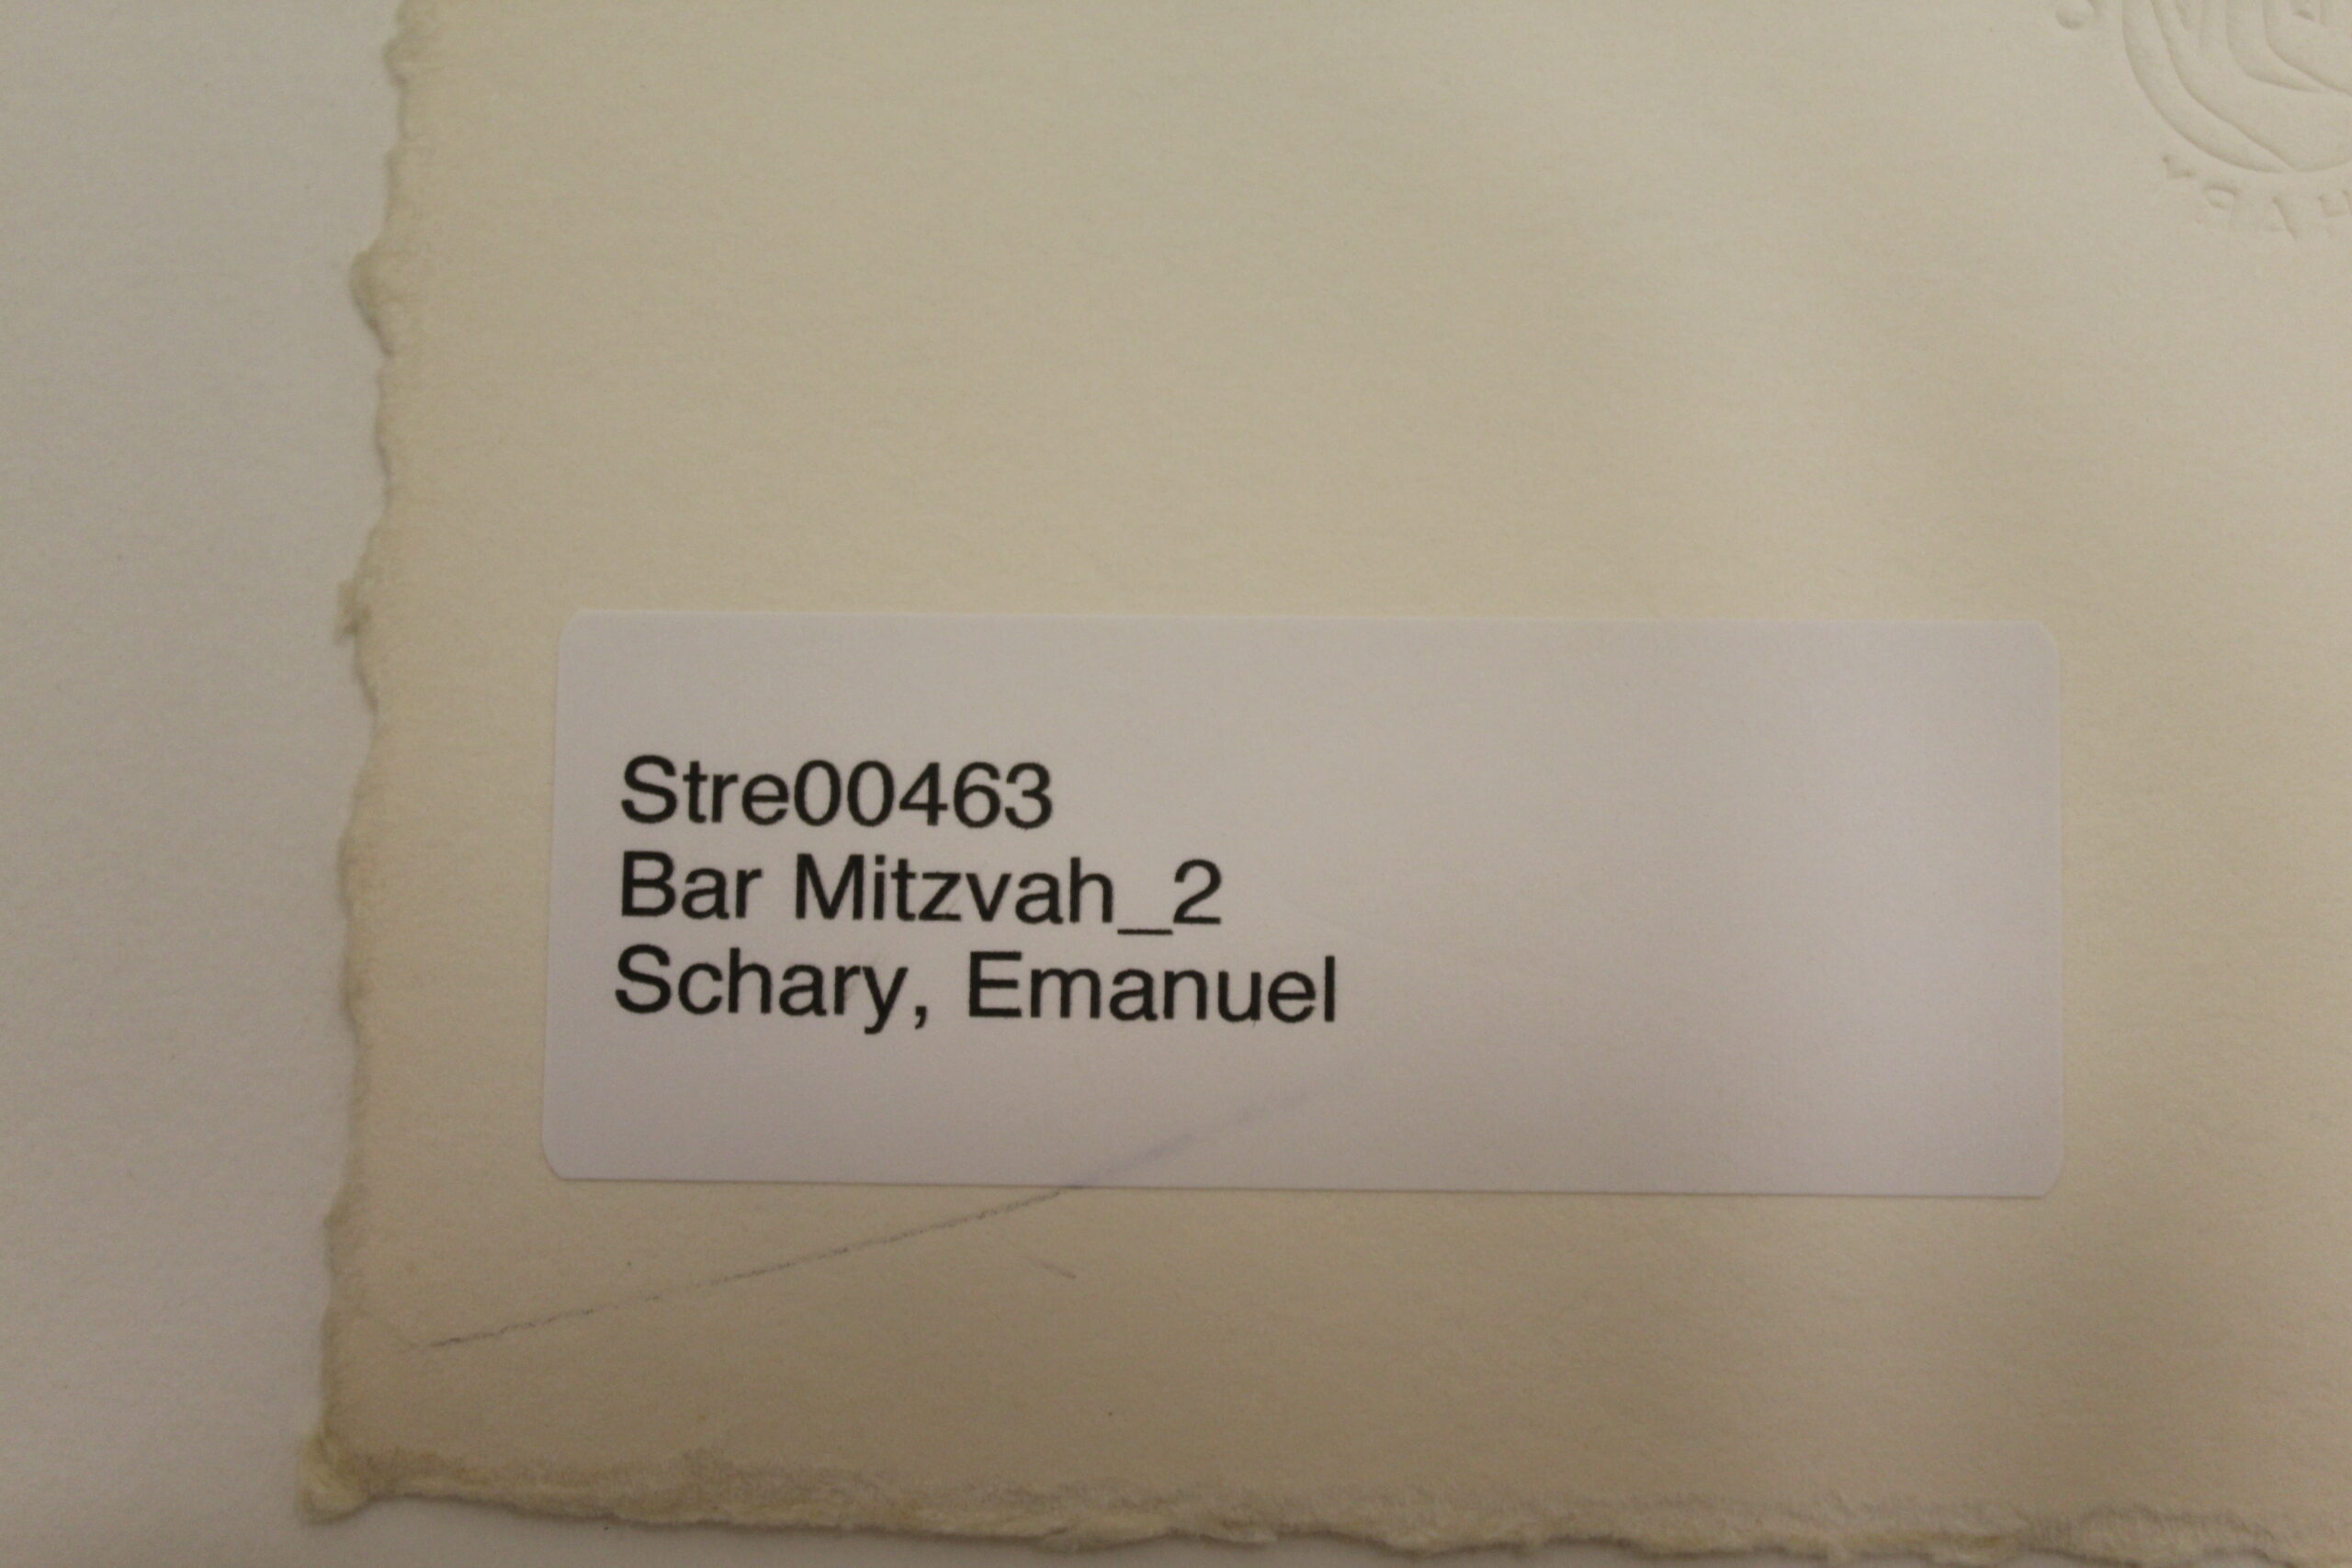 Stre00463
Bar Mitzvah_2
Schary, Emanuel